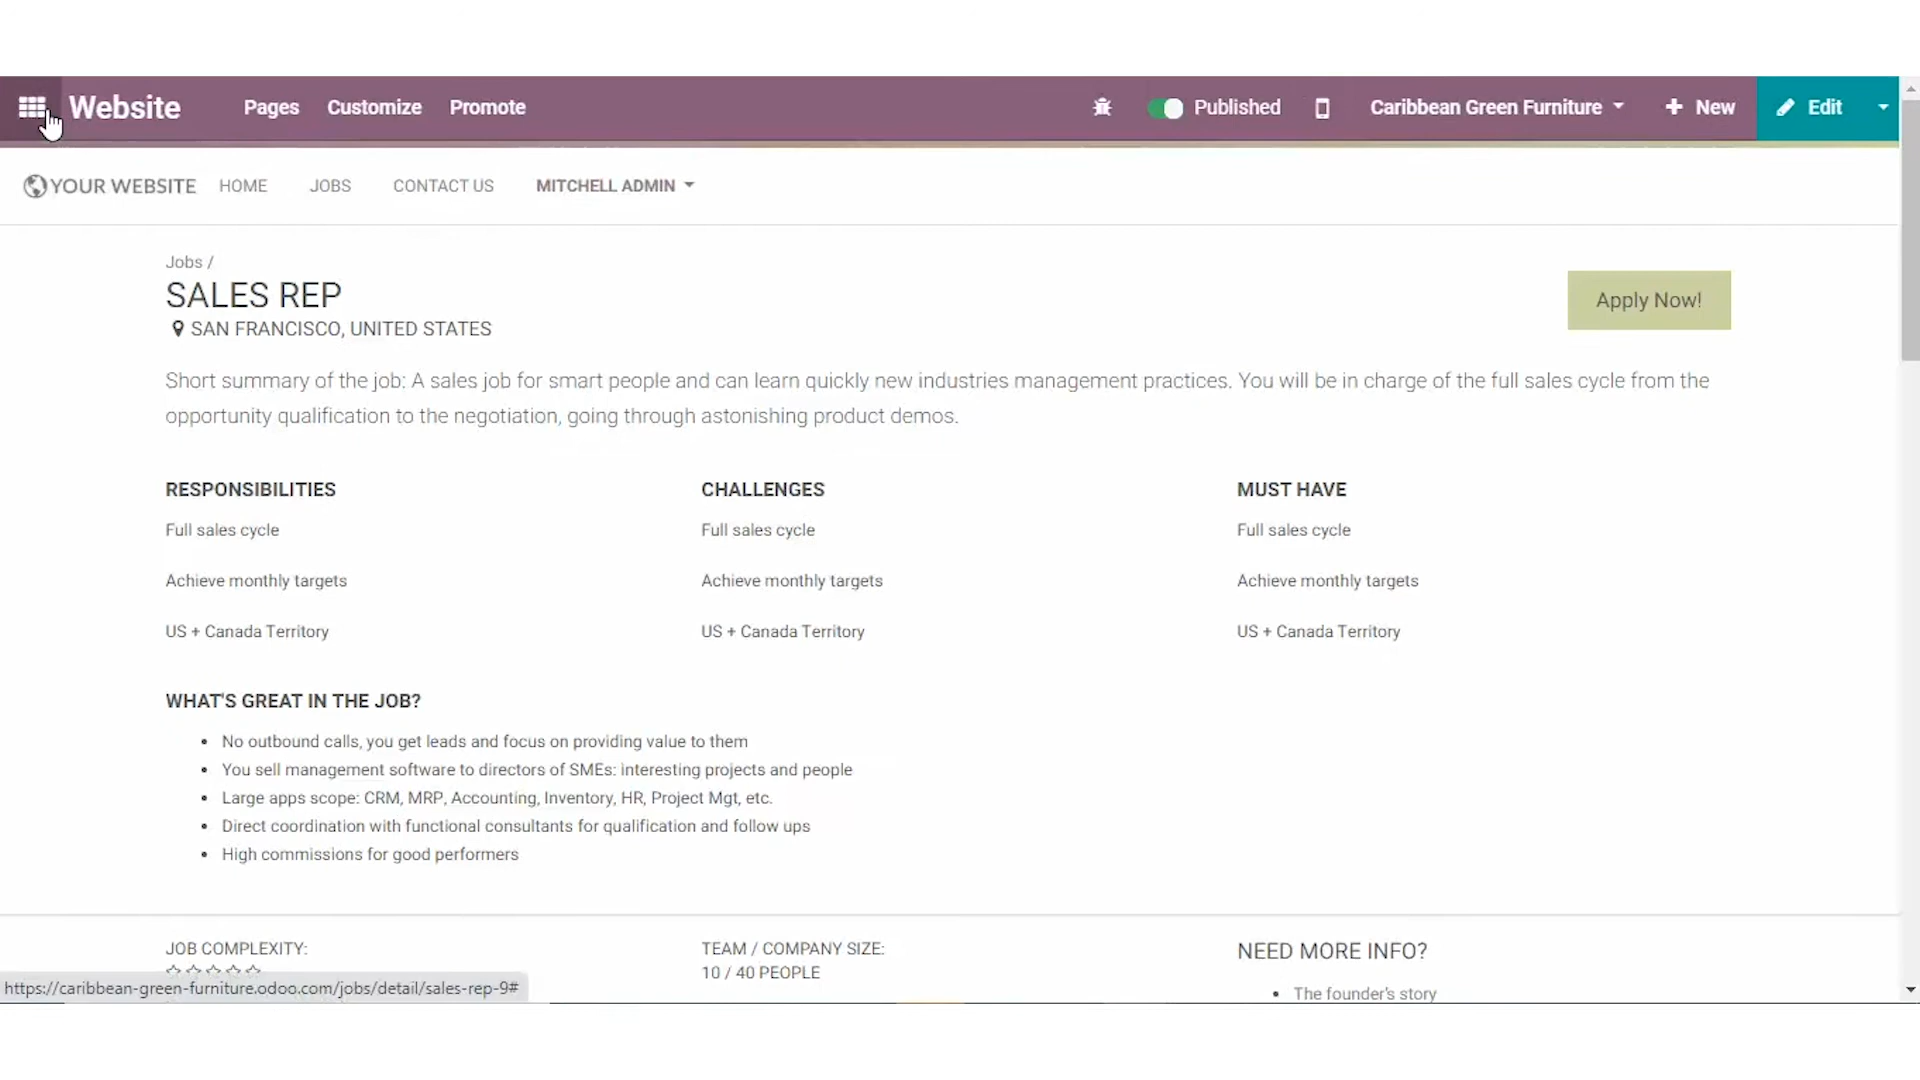 Website Pages Customize Promote Published Caribbean Green Furniture New Edit
YOUR WEBSITE HOME JOBS CONTACT US MITCHELL ADMIN
Jobs /
SALES REP
SAN FRANCISCO, UNITED STATES
Apply Now!
Short summary of the job: A sales job for smart people and can learn quickly new industries management practices. You will be in charge of the full sales cycle from the
opportunity qualification to the negotiation, going through astonishing product demos.
RESPONSIBILITIES
Full sales cycle
Achieve monthly targets
US + Canada Territory
CHALLENGES
Full sales cycle
Achieve monthly targets
US + Canada Territory
MUST HAVE
Full sales cycle
Achieve monthly targets
US + Canada Territory
WHAT'S GREAT IN THE JOB?
No outbound calls, you get leads and focus on providing value to them
You sell management software to directors of SMEs: interesting projects and people
Large apps scope: CRM, MRP, Accounting, Inventory, HR, Project Mgt, etc.
Direct coordination with functional consultants for qualification and follow ups
High commissions for good performers
JOB COMPLEXITY:
TEAM / COMPANY SIZE:
10 / 40 PEOPLE
NEED MORE INFO?
The founder's story
https://caribbean-green-furniture.odoo.com/jobs/detail/sales-rep-9#